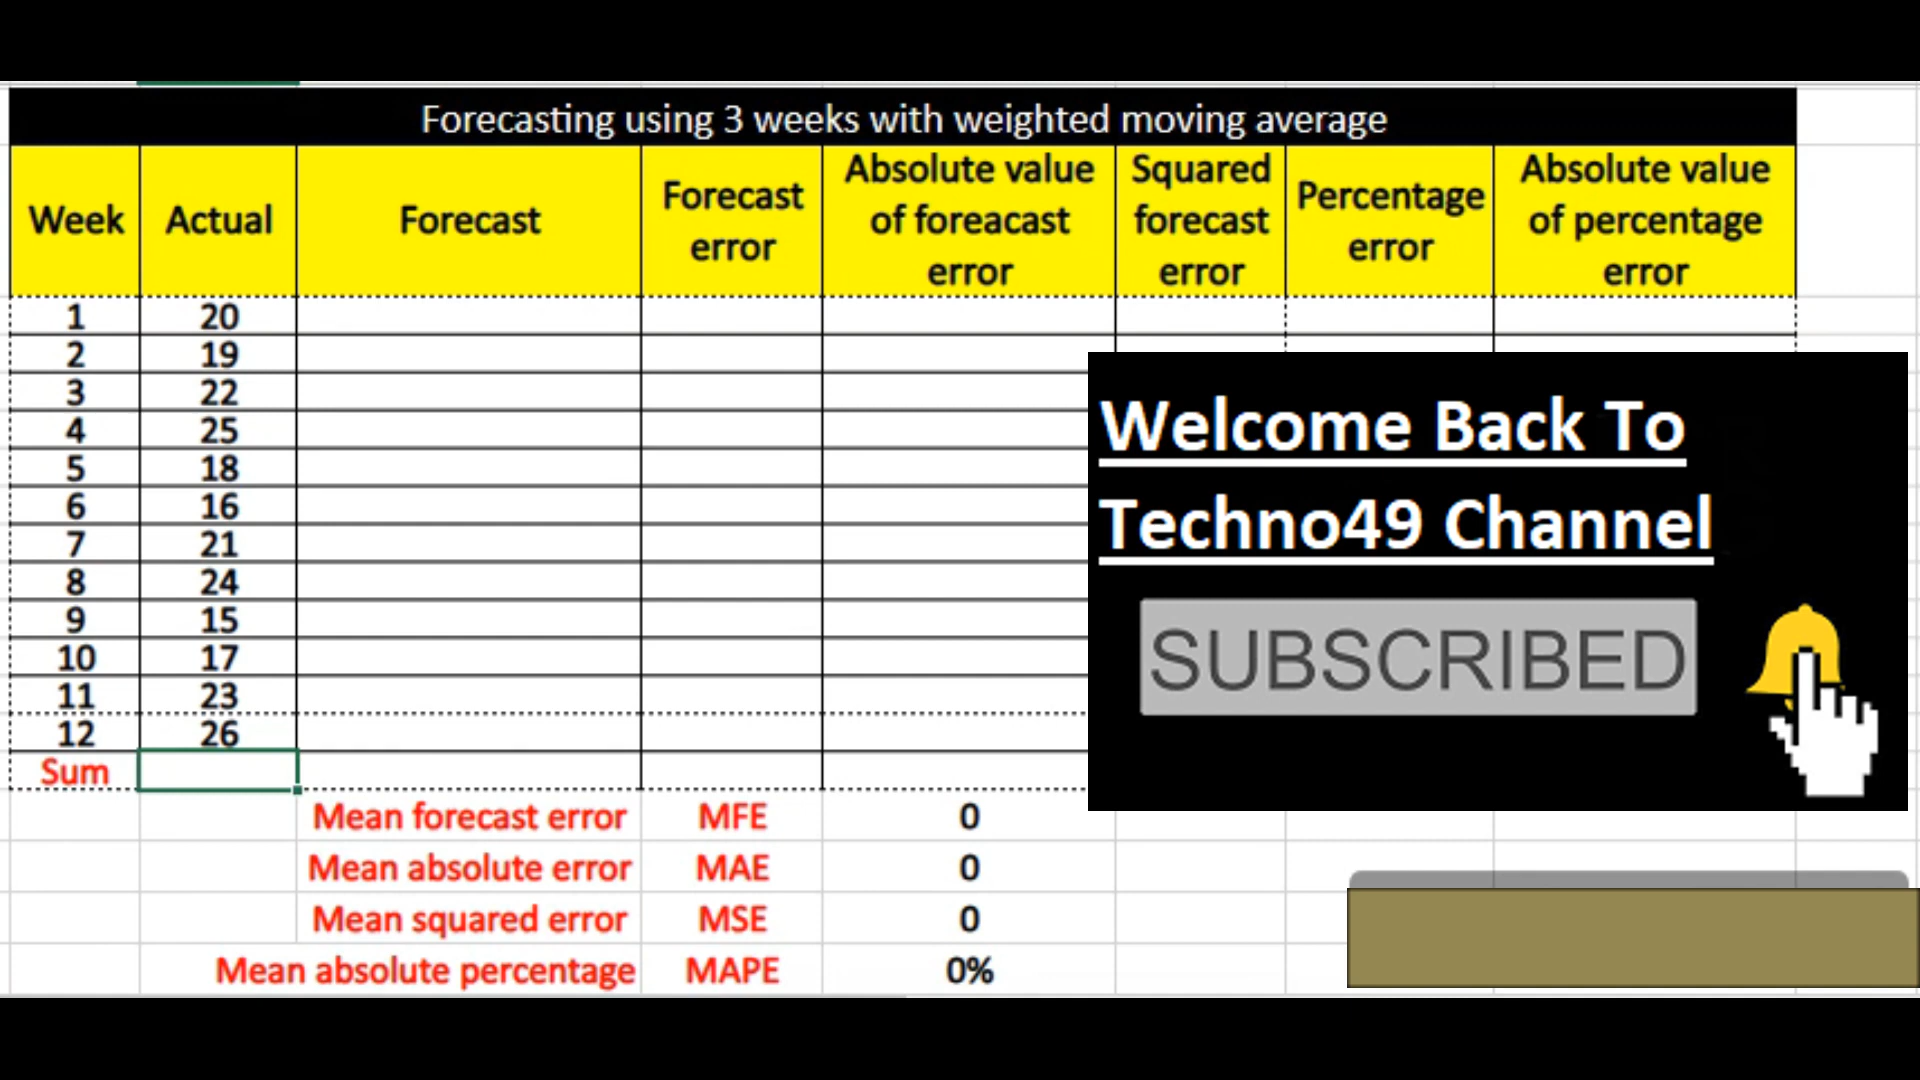 Forecasting using 3 weeks with weighted moving average
Week Actual Forecast Forecast error Absolute value of foreacast error Squared forecast error Percentage error Absolute value of percentage error
1 20
2 19
3 22
4 25
5 18
6 16
7 21
8 24
9 15
10 17
11 23
12 26
Sum
Mean forecast error MFE 0
Mean absolute error MAE 0
Mean squared error MSE 0
Mean absolute percentage MAPE 0%
Welcome Back To
Techno49 Channel
SUBSCRIBED